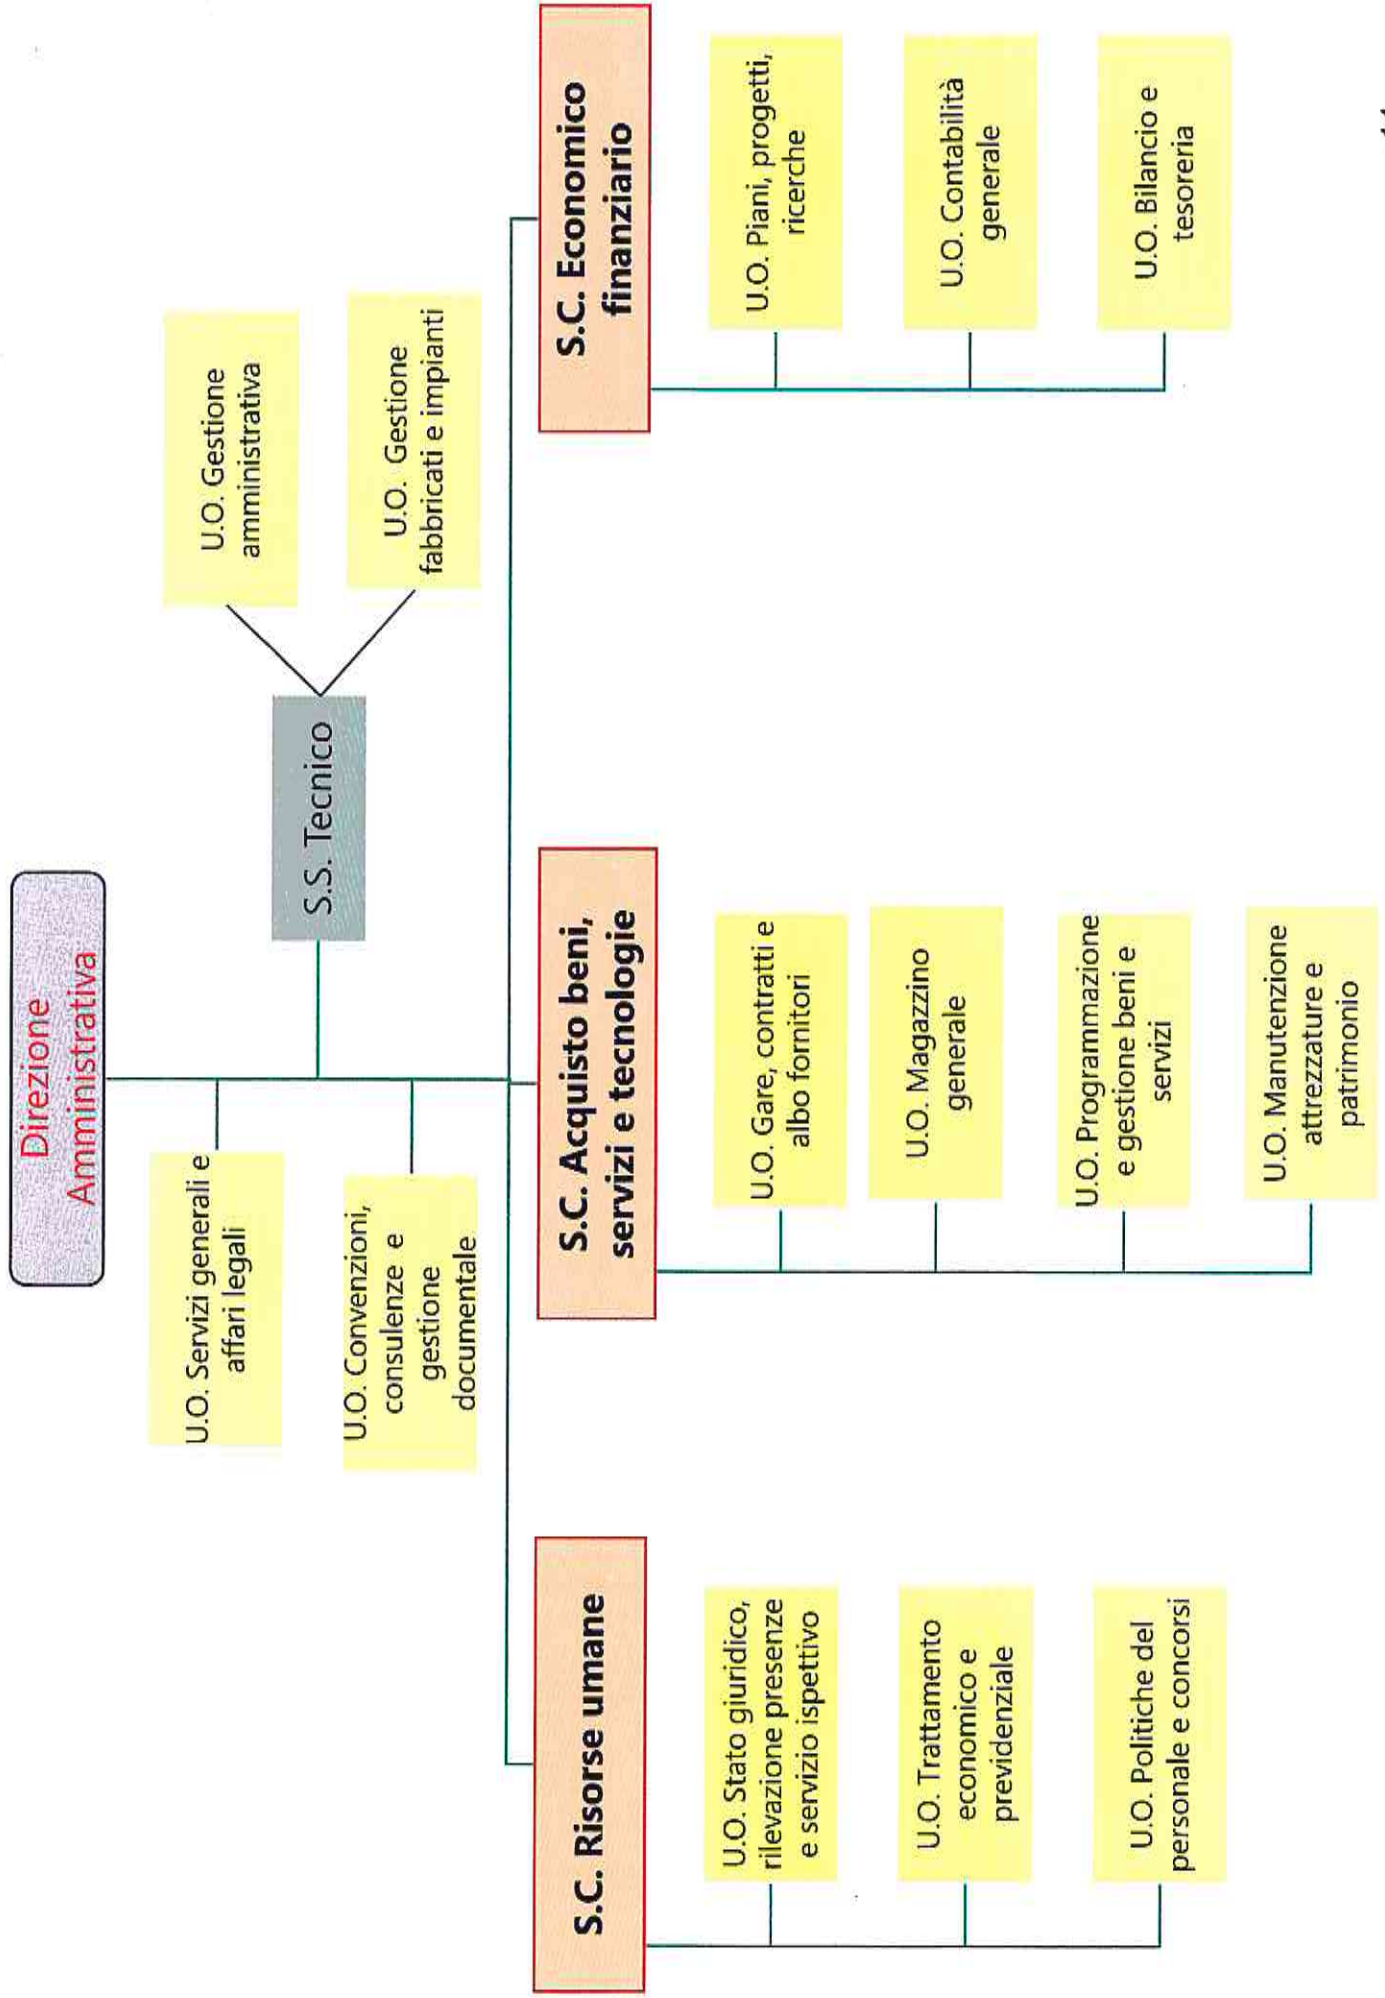 Direzione
Amministrativa
U.O. Servizi generali e
affari legali
U.O. Convenzioni,
consulenze e
gestione
documentale
S.S. Tecnico
U.O. Gestione
amministrativa
U.O. Gestione
fabbricati e impianti
S.C. Risorse umane
U.O. Stato giuridico,
rilevazione presenze
e servizio ispettivo
U.O. Trattamento
economico e
previdenziale
U.O. Politiche del
personale e concorsi
S.C. Acquisto beni,
servizi e tecnologie
U.O. Gare, contratti e
albo fornitori
U.O. Magazzino
generale
U.O. Programmazione
e gestione beni e
servizi
U.O. Manutenzione
attrezzature e
patrimonio
S.C. Economico
finanziario
U.O. Piani, progetti,
ricerche
U.O. Contabilità
generale
U.O. Bilancio e
tesoreria